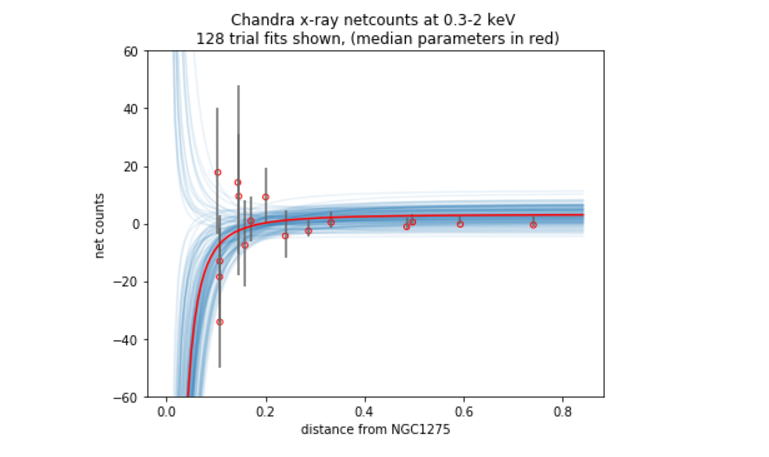 Chandra x-ray netcounts at 0.3-2 keV
128 trial fits shown, (median parameters in red)
60
40
20
0
−20
−40
−60
net counts
0.0 0.2 0.4 0.6 0.8
distance from NGC1275